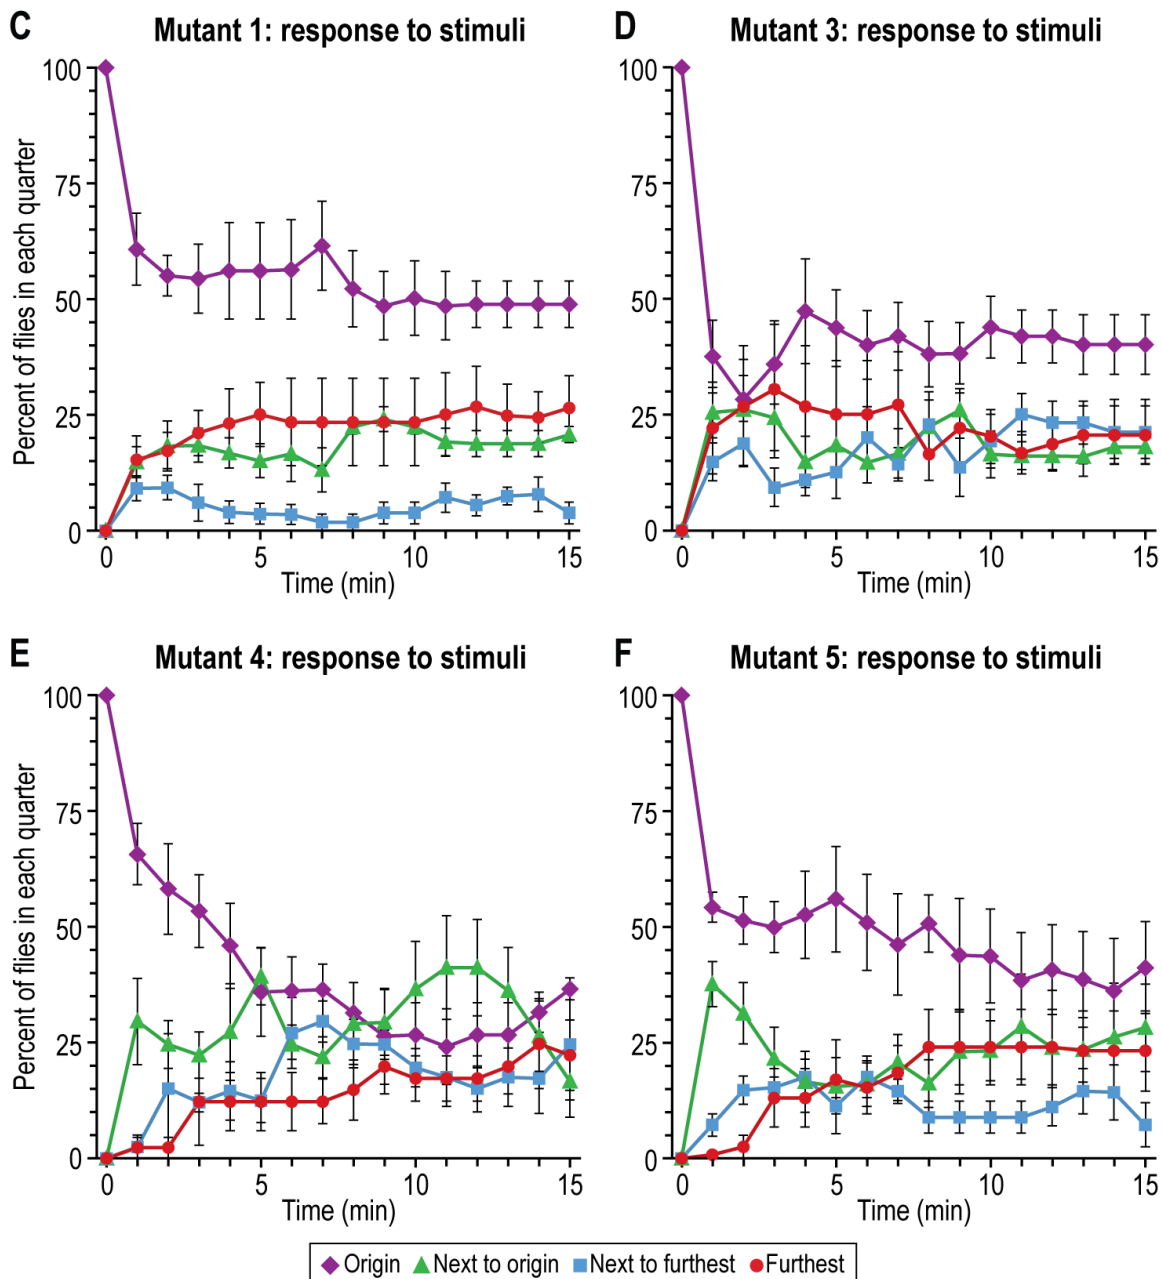 C Mutant 1: response to stimuli
Percent of flies in each quarter
100
75
50
25
0
0 5 10 15
Time (min)
D Mutant 3: response to stimuli
100
75
50
25
0
0 5 10 15
Time (min)
E Mutant 4: response to stimuli
Percent of flies in each quarter
100
75
50
25
0
0 5 10 15
Time (min)
F Mutant 5: response to stimuli
100
75
50
25
0
0 5 10 15
Time (min)
Origin Next to origin Next to furthest Furthest